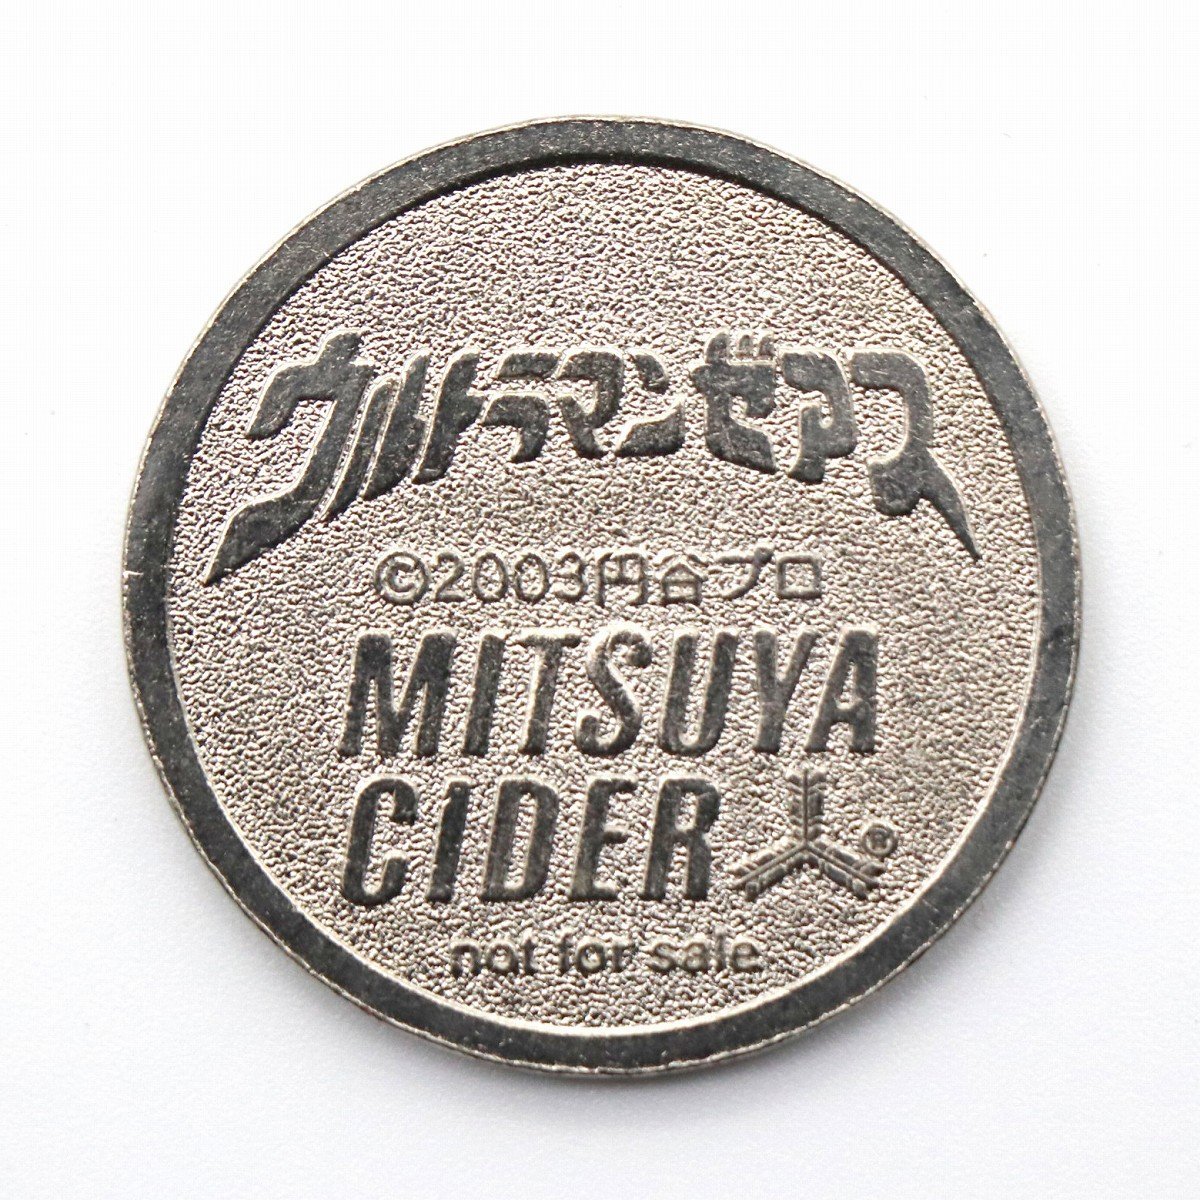 ウルトラマンゼアス
©2003円谷プロ
MITSUYA
CIDER ®
not for sale